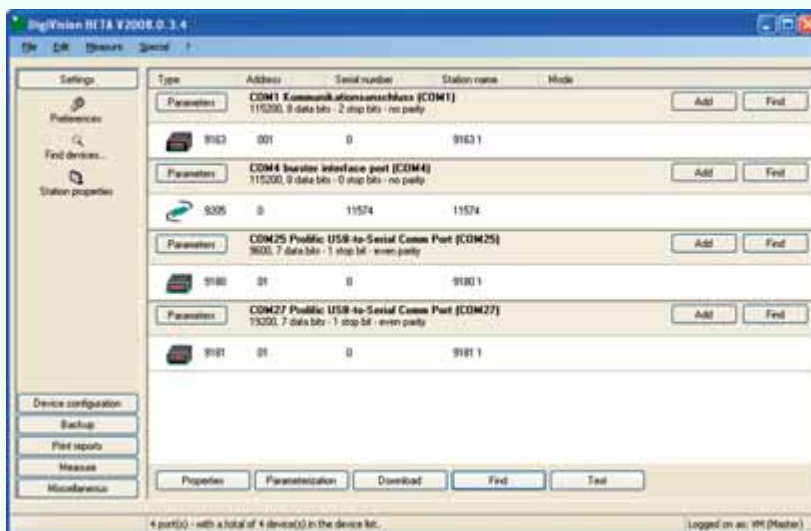 DigiVision BETA V2008.0.3.4
File Edit Measure Special ?
Settings
Preferences
Find devices...
Station properties
Device configuration
Backup
Print reports
Measure
Miscellaneous
Type Address Serial number Station name Mode
Parameters COM1 Kommunikationsanschluss (COM1) Add Find
115200, 8 data bits - 2 stop bits - no parity
9163 001 0 9163 1
Parameters COM4 burster interface port (COM4) Add Find
115200, 8 data bits - 0 stop bits - no parity
9205 0 11574 11574
Parameters COM25 Prolific USB-to-Serial Comm Port (COM25) Add Find
9600, 7 data bits - 1 stop bit - even parity
9180 01 0 9180 1
Parameters COM27 Prolific USB-to-Serial Comm Port (COM27) Add Find
19200, 7 data bits - 1 stop bit - even parity
9181 01 0 9181 1
Properties Parameterization Download Find Test
4 port(s) - with a total of 4 device(s) in the device list. Logged on as: VM (Master)